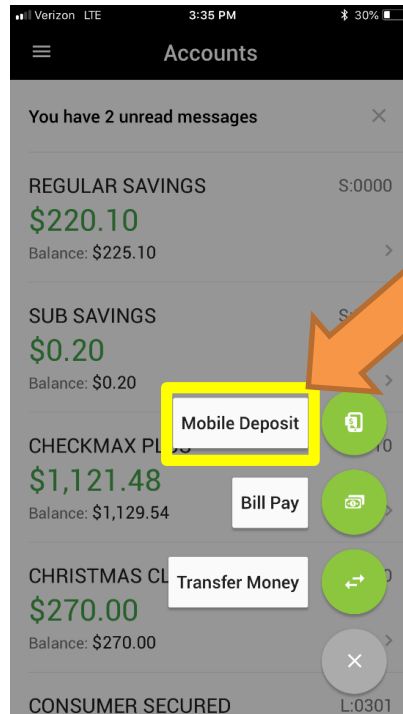 Verizon LTE 3:35 PM 30%
Accounts
You have 2 unread messages
REGULAR SAVINGS S:0000
$220.10
Balance: $225.10
SUB SAVINGS
$0.20
Balance: $0.20
Mobile Deposit
CHECKMAX
$1,121.48
Bill Pay
Balance: $1,129.54
CHRISTMAS
Transfer Money
$270.00
Balance: $270.00
CONSUMER SECURED L:0301